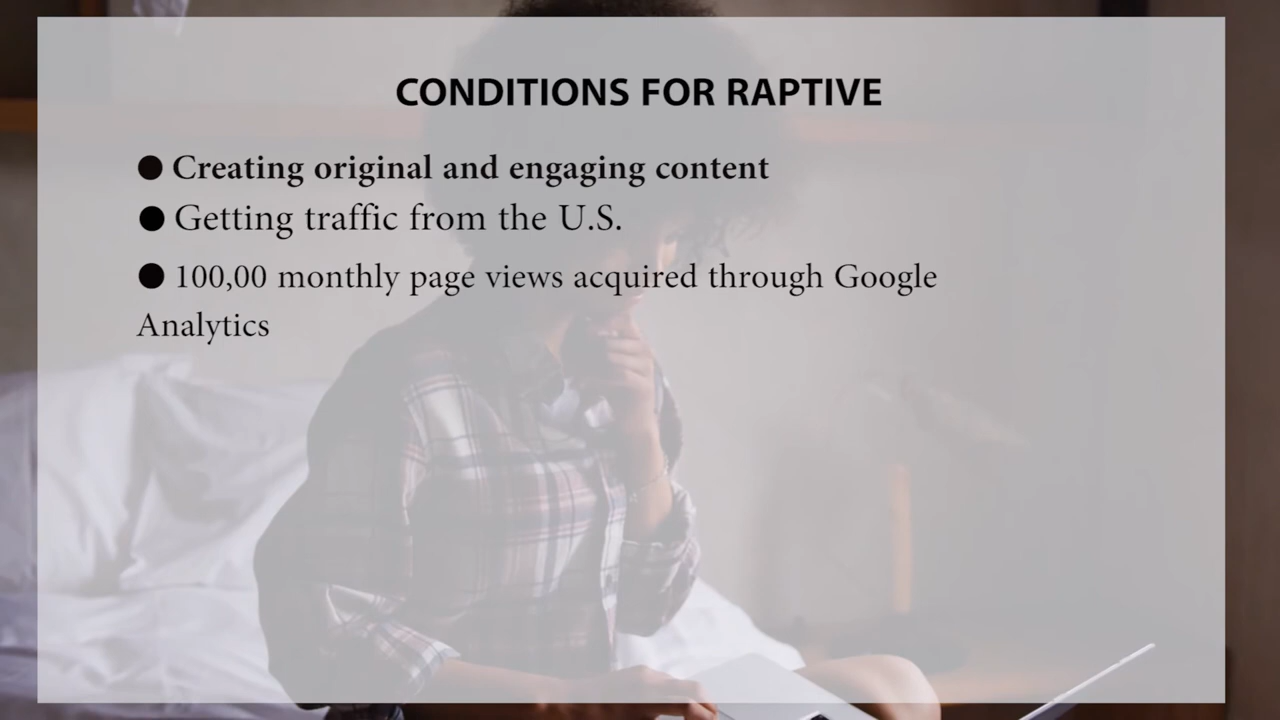 CONDITIONS FOR RAPTIVE
● Creating original and engaging content
● Getting traffic from the U.S.
● 100,00 monthly page views acquired through Google
Analytics